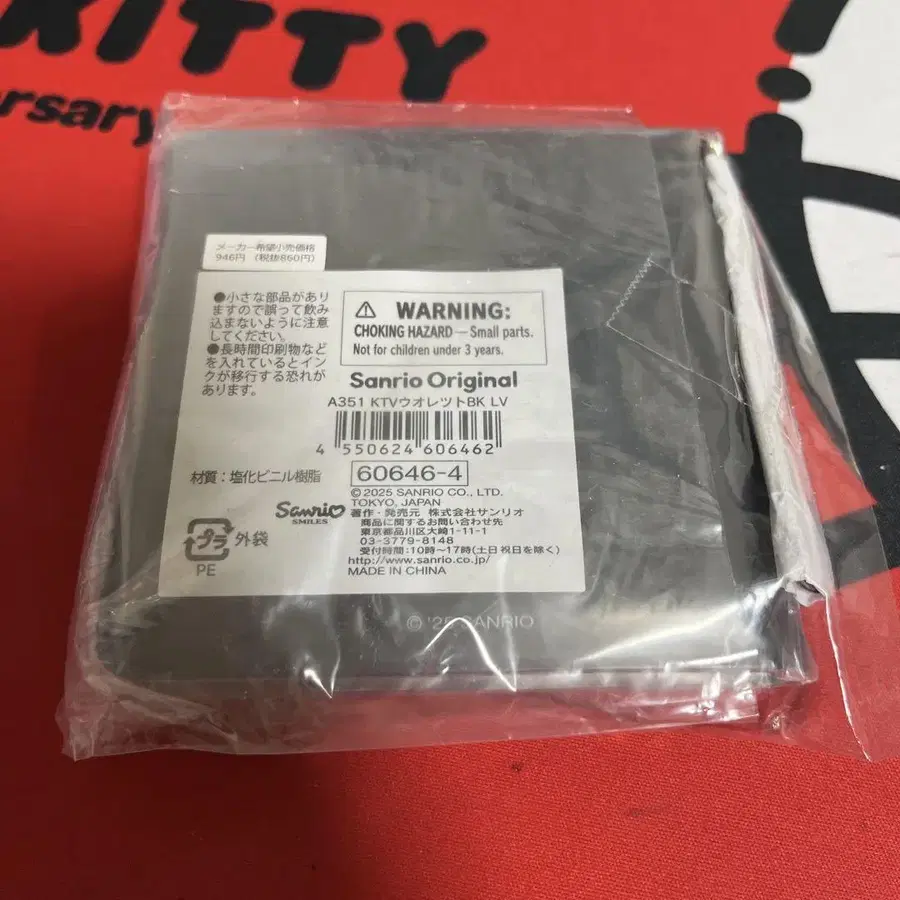 KITTY
ersary
メーカー希望小売価格
946円 (税抜860円)
●小さな部品があり
ますので誤って飲み
込まないように注意
してください。
●長時間印刷物など
を入れているとイン
クが移行する恐れが
あります。
WARNING:
CHOKING HAZARD — Small parts.
Not for children under 3 years.
Sanrio Original
A351 KTVウオレツトBK LV
4 550624 606462
材質：塩化ビニル樹脂
60646-4
©2025 SANRIO CO., LTD.
TOKYO, JAPAN
Sanrio
SMILES
著作・発売元 株式会社サンリオ
商品に関するお問い合わせ先
東京都品川区大崎1-11-1
03-3779-8148
受付時間：10時〜17時(土日祝日を除く)
http://www.sanrio.co.jp/
MADE IN CHINA
プラ 外袋
PE
© '25 SANRIO